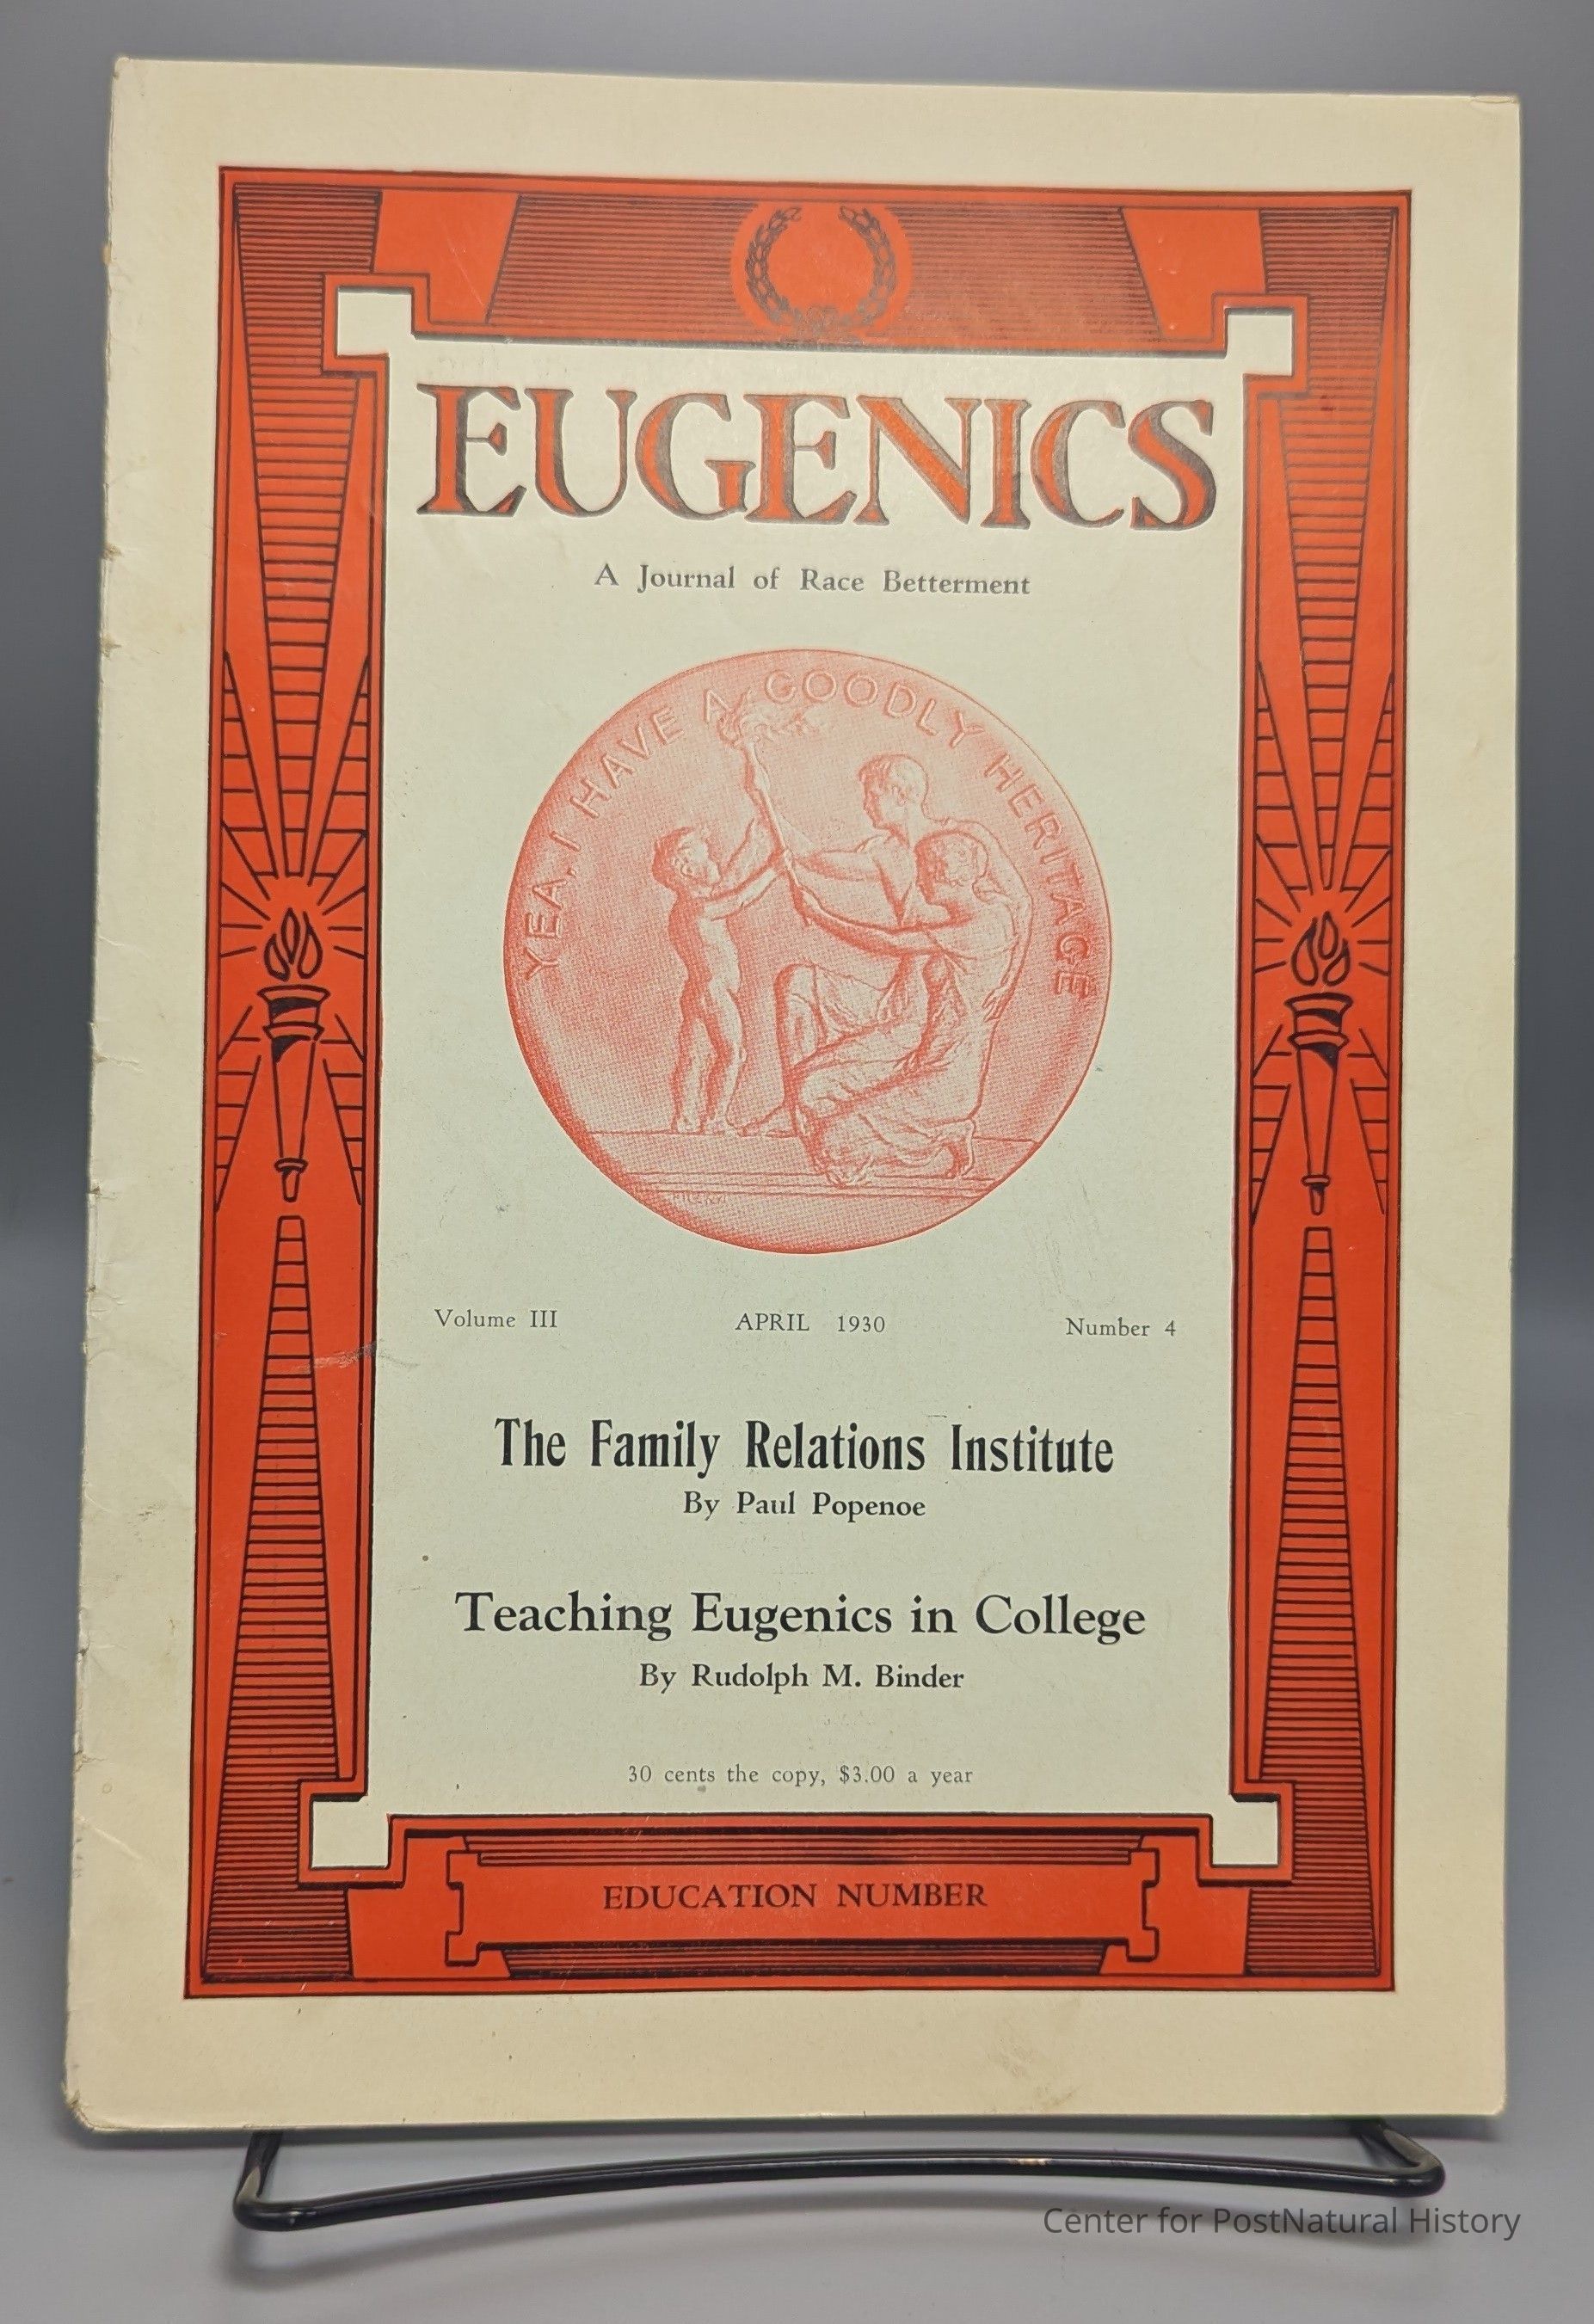 EUGENICS
A Journal of Race Betterment
YEA, I HAVE A GOODLY HERITAGE
Volume III APRIL 1930 Number 4
The Family Relations Institute
By Paul Popenoe
Teaching Eugenics in College
By Rudolph M. Binder
30 cents the copy, $3.00 a year
EDUCATION NUMBER
Center for PostNatural History